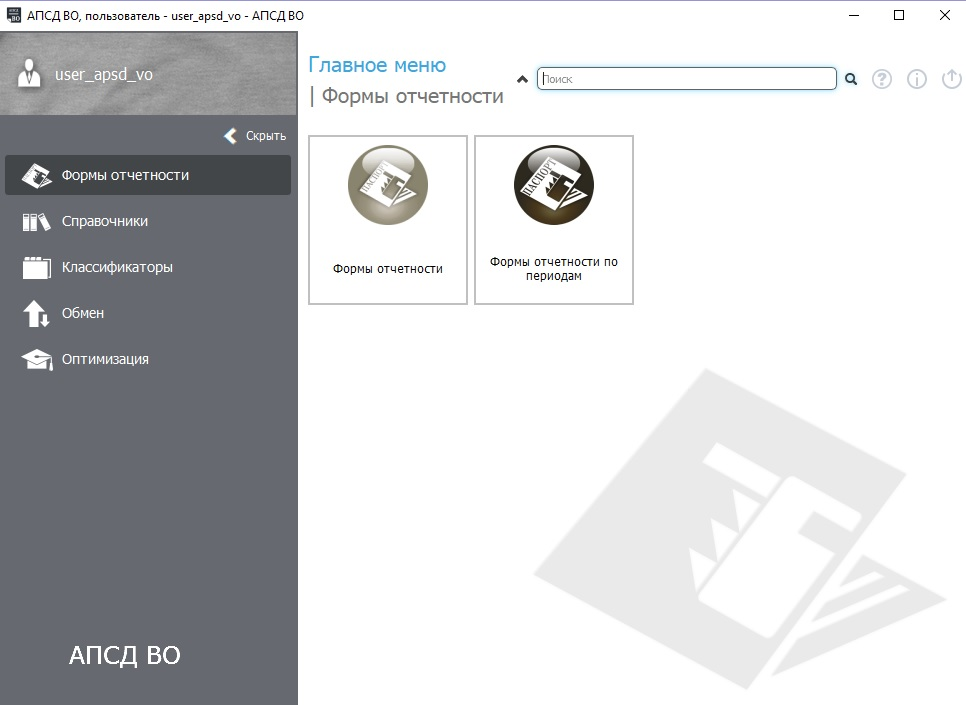 АПСД ВО, пользователь - user_apsd_vo - АПСД ВО
user_apsd_vo
Скрыть
Формы отчетности
Справочники
Классификаторы
Обмен
Оптимизация
АПСД ВО
Главное меню
| Формы отчетности
Поиск
ПАСПОРТ
Формы отчетности
ПАСПОРТ
Формы отчетности по
периодам